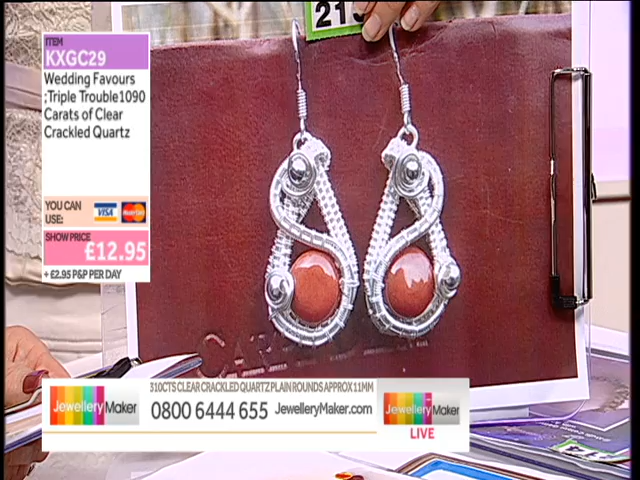 ITEM
KXGC29
Wedding Favours
;Triple Trouble1090
Carats of Clear
Crackled Quartz
YOU CAN
USE:
VISA
MasterCard
SHOW PRICE
£12.95
+ £2.95 P&P PER DAY
310CTS CLEAR CRACKLED QUARTZ PLAIN ROUNDS APPROX 11MM
JewelleryMaker
0800 6444 655 JewelleryMaker.com
JewelleryMaker
LIVE